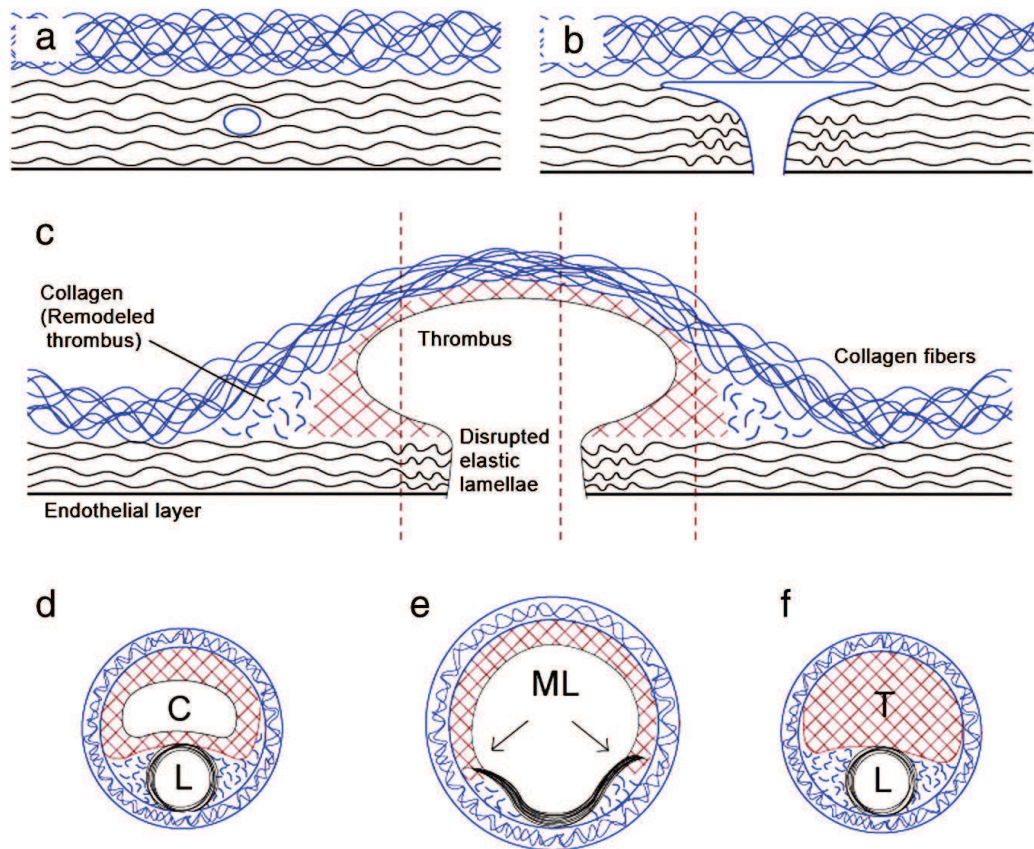 a
b
c
Collagen
(Remodeled
thrombus)
Thrombus
Collagen fibers
Disrupted
elastic
lamellae
Endothelial layer
d
e
f
C
L
ML
T
L